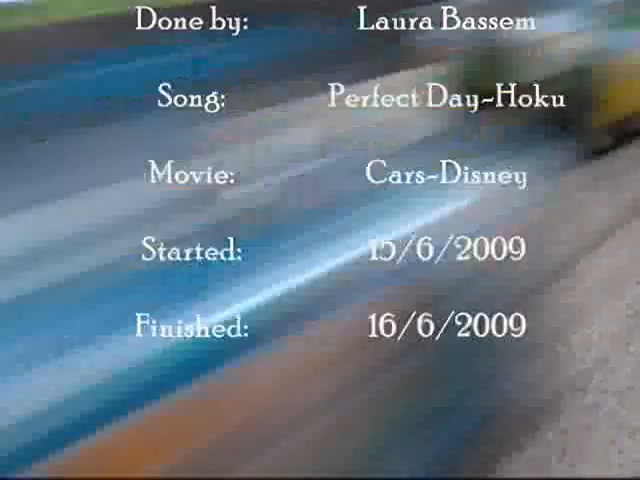 Done by: Laura Bassem
Song: Perfect Day-Hoku
Movie: Cars-Disney
Started: 15/6/2009
Finished: 16/6/2009